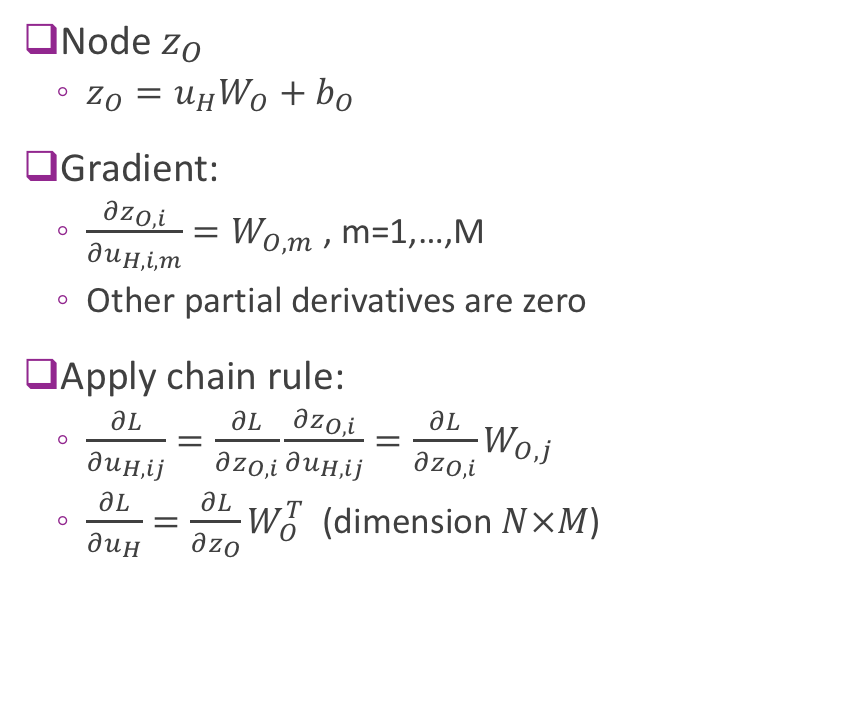 ❑Node z_O
◦ z_O = u_H W_O + b_O
❑Gradient:
◦ ∂z_{O,i}/∂u_{H,i,m} = W_{O,m} , m=1,...,M
◦ Other partial derivatives are zero
❑Apply chain rule:
◦ ∂L/∂u_{H,ij} = ∂L/∂z_{O,i} ∂z_{O,i}/∂u_{H,ij} = ∂L/∂z_{O,i} W_{O,j}
◦ ∂L/∂u_H = ∂L/∂z_O W_O^T (dimension N×M)